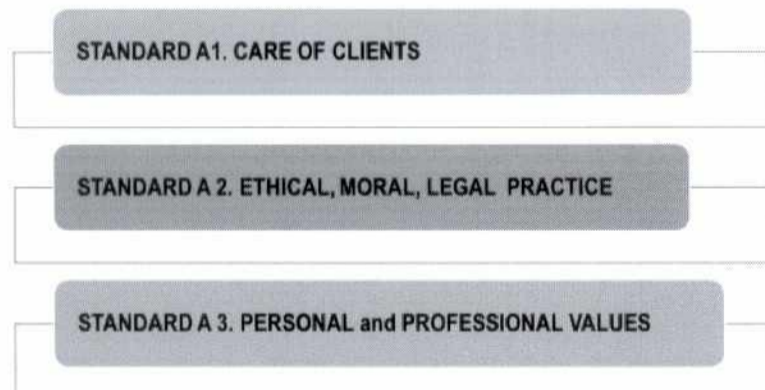 STANDARD A1. CARE OF CLIENTS
STANDARD A 2. ETHICAL, MORAL, LEGAL PRACTICE
STANDARD A 3. PERSONAL and PROFESSIONAL VALUES